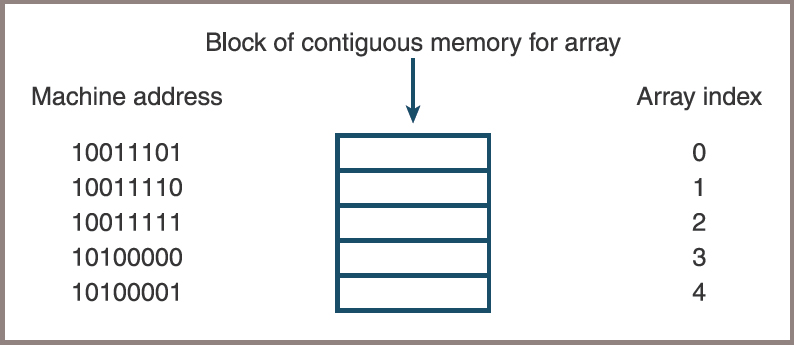 Block of contiguous memory for array
Machine address Array index
10011101 0
10011110 1
10011111 2
10100000 3
10100001 4